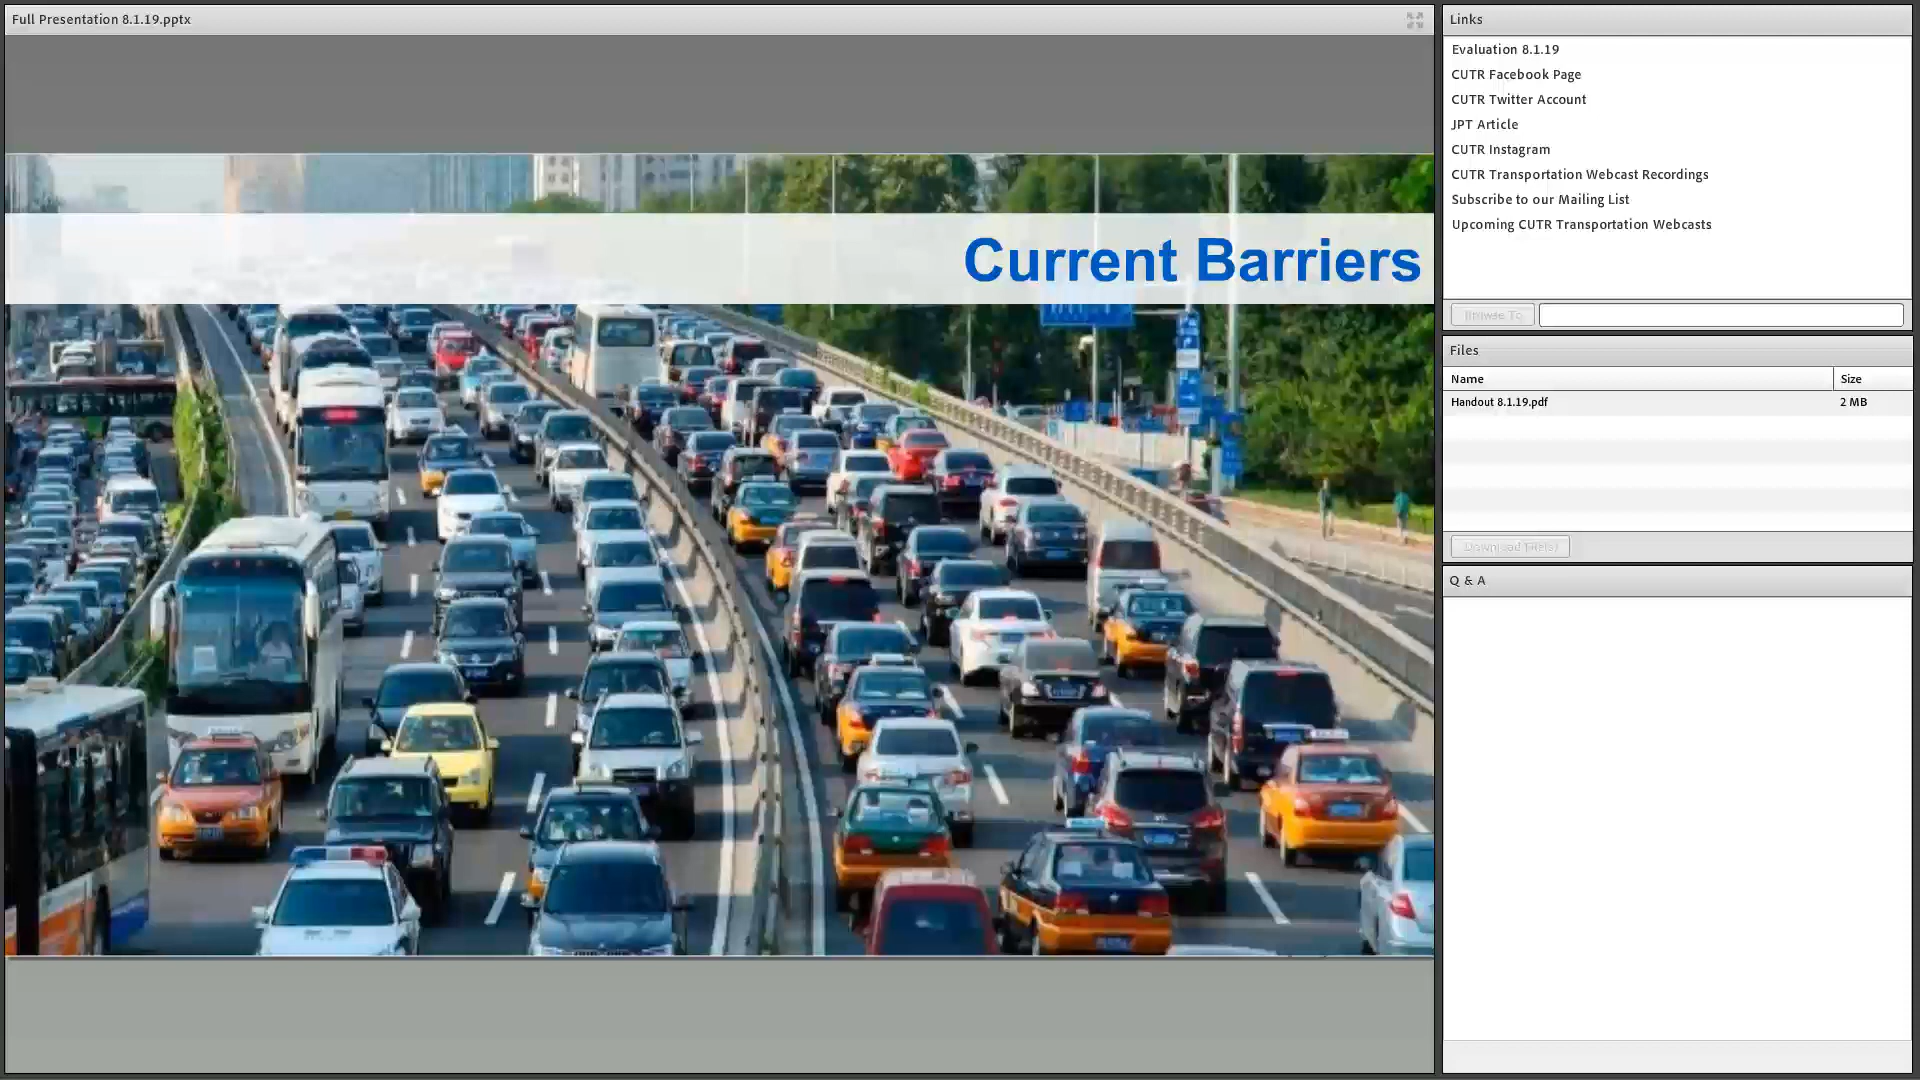 Full Presentation 8.1.19.pptx
Current Barriers
Links
Evaluation 8.1.19
CUTR Facebook Page
CUTR Twitter Account
JPT Article
CUTR Instagram
CUTR Transportation Webcast Recordings
Subscribe to our Mailing List
Upcoming CUTR Transportation Webcasts
Browse To
Files
Name Size
Handout 8.1.19.pdf 2 MB
Download File(s)
Q & A